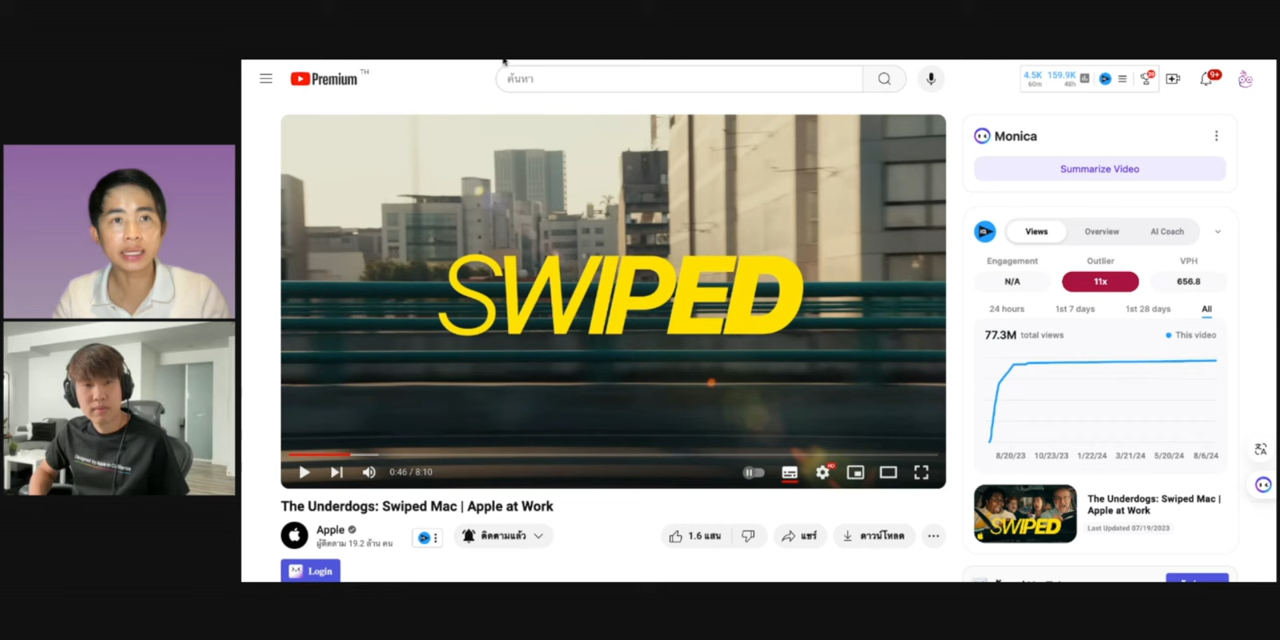 Premium TH
ค้นหา
4.5K 159.9K
60m 48h
9+
SWIPED
0:46 / 8:10
HD
The Underdogs: Swiped Mac | Apple at Work
Apple
ผู้ติดตาม 19.2 ล้าน คน
ติดตามแล้ว
1.6 แสน
แชร์
ดาวน์โหลด
Login
Monica
Summarize Video
Views Overview AI Coach
Engagement Outlier VPH
N/A 11x 656.8
24 hours 1st 7 days 1st 28 days All
77.3M total views This video
8/20/23 10/23/23 1/22/24 3/21/24 5/20/24 8/6/24
SWIPED
The Underdogs: Swiped Mac |
Apple at Work
Last Updated 07/19/2023
Designed by Apple in California